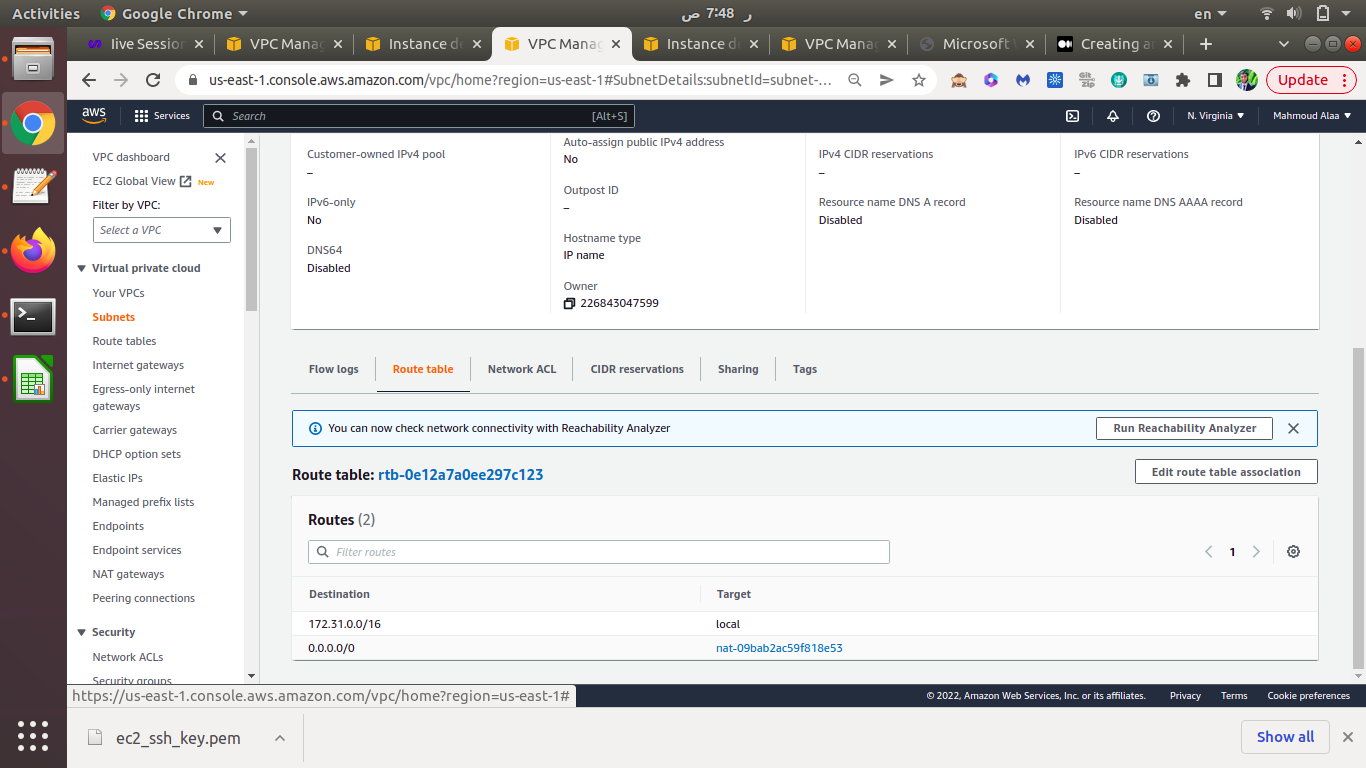 Activities
Google Chrome
ر 7:48 ص
en
live Session
VPC Manag
Instance de
VPC Manag
Instance de
VPC Manag
Microsoft W
Creating an
us-east-1.console.aws.amazon.com/vpc/home?region=us-east-1#SubnetDetails:subnetId=subnet-...
Git
Zip
Update
aws
Services
Search
[Alt+S]
N. Virginia
Mahmoud Alaa
VPC dashboard
EC2 Global View New
Filter by VPC:
Select a VPC
Virtual private cloud
Your VPCs
Subnets
Route tables
Internet gateways
Egress-only internet
gateways
Carrier gateways
DHCP option sets
Elastic IPs
Managed prefix lists
Endpoints
Endpoint services
NAT gateways
Peering connections
Security
Network ACLs
Security groups
Customer-owned IPv4 pool
–
IPv6-only
No
DNS64
Disabled
Auto-assign public IPv4 address
No
Outpost ID
–
Hostname type
IP name
Owner
226843047599
IPv4 CIDR reservations
–
Resource name DNS A record
Disabled
IPv6 CIDR reservations
–
Resource name DNS AAAA record
Disabled
Flow logs
Route table
Network ACL
CIDR reservations
Sharing
Tags
You can now check network connectivity with Reachability Analyzer
Run Reachability Analyzer
Route table: rtb-0e12a7a0ee297c123
Edit route table association
Routes (2)
Filter routes
1
Destination Target
172.31.0.0/16 local
0.0.0.0/0 nat-09bab2ac59f818e53
https://us-east-1.console.aws.amazon.com/vpc/home?region=us-east-1#
© 2022, Amazon Web Services, Inc. or its affiliates.
Privacy
Terms
Cookie preferences
ec2_ssh_key.pem
Show all